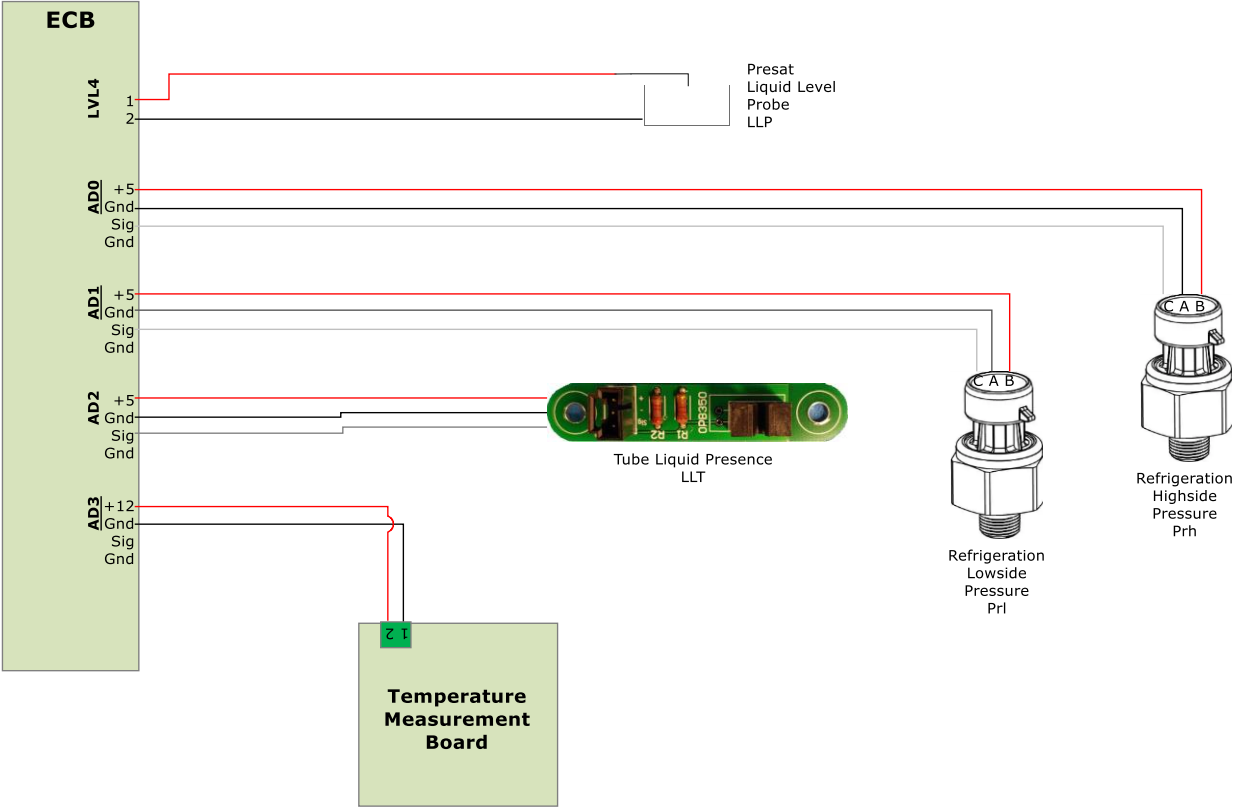 ECB
LVL4
1
2
Presat
Liquid Level
Probe
LLP
AD0
+5
Gnd
Sig
Gnd
AD1
+5
Gnd
Sig
Gnd
C A B
C A B
AD2
+5
Gnd
Sig
Gnd
+
-
Sig
R2
R1
OPB350
Tube Liquid Presence
LLT
Refrigeration
Highside
Pressure
Prh
AD3
+12
Gnd
Sig
Gnd
Refrigeration
Lowside
Pressure
Prl
2 1
Temperature
Measurement
Board